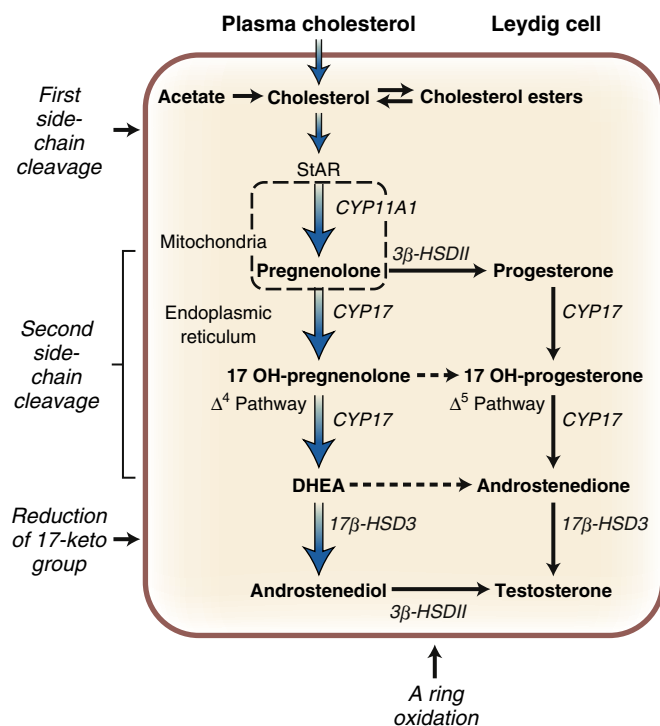 Plasma cholesterol
Leydig cell
First
side-
chain
cleavage
Acetate
Cholesterol
Cholesterol esters
StAR
CYP11A1
Mitochondria
3β-HSDII
Pregnenolone
Progesterone
Second
side-
chain
cleavage
Endoplasmic
reticulum
CYP17
CYP17
17 OH-pregnenolone
17 OH-progesterone
Δ⁴ Pathway
CYP17
Δ⁵ Pathway
CYP17
DHEA
Androstenedione
Reduction
of 17-keto
group
17β-HSD3
17β-HSD3
Androstenediol
Testosterone
3β-HSDII
A ring
oxidation